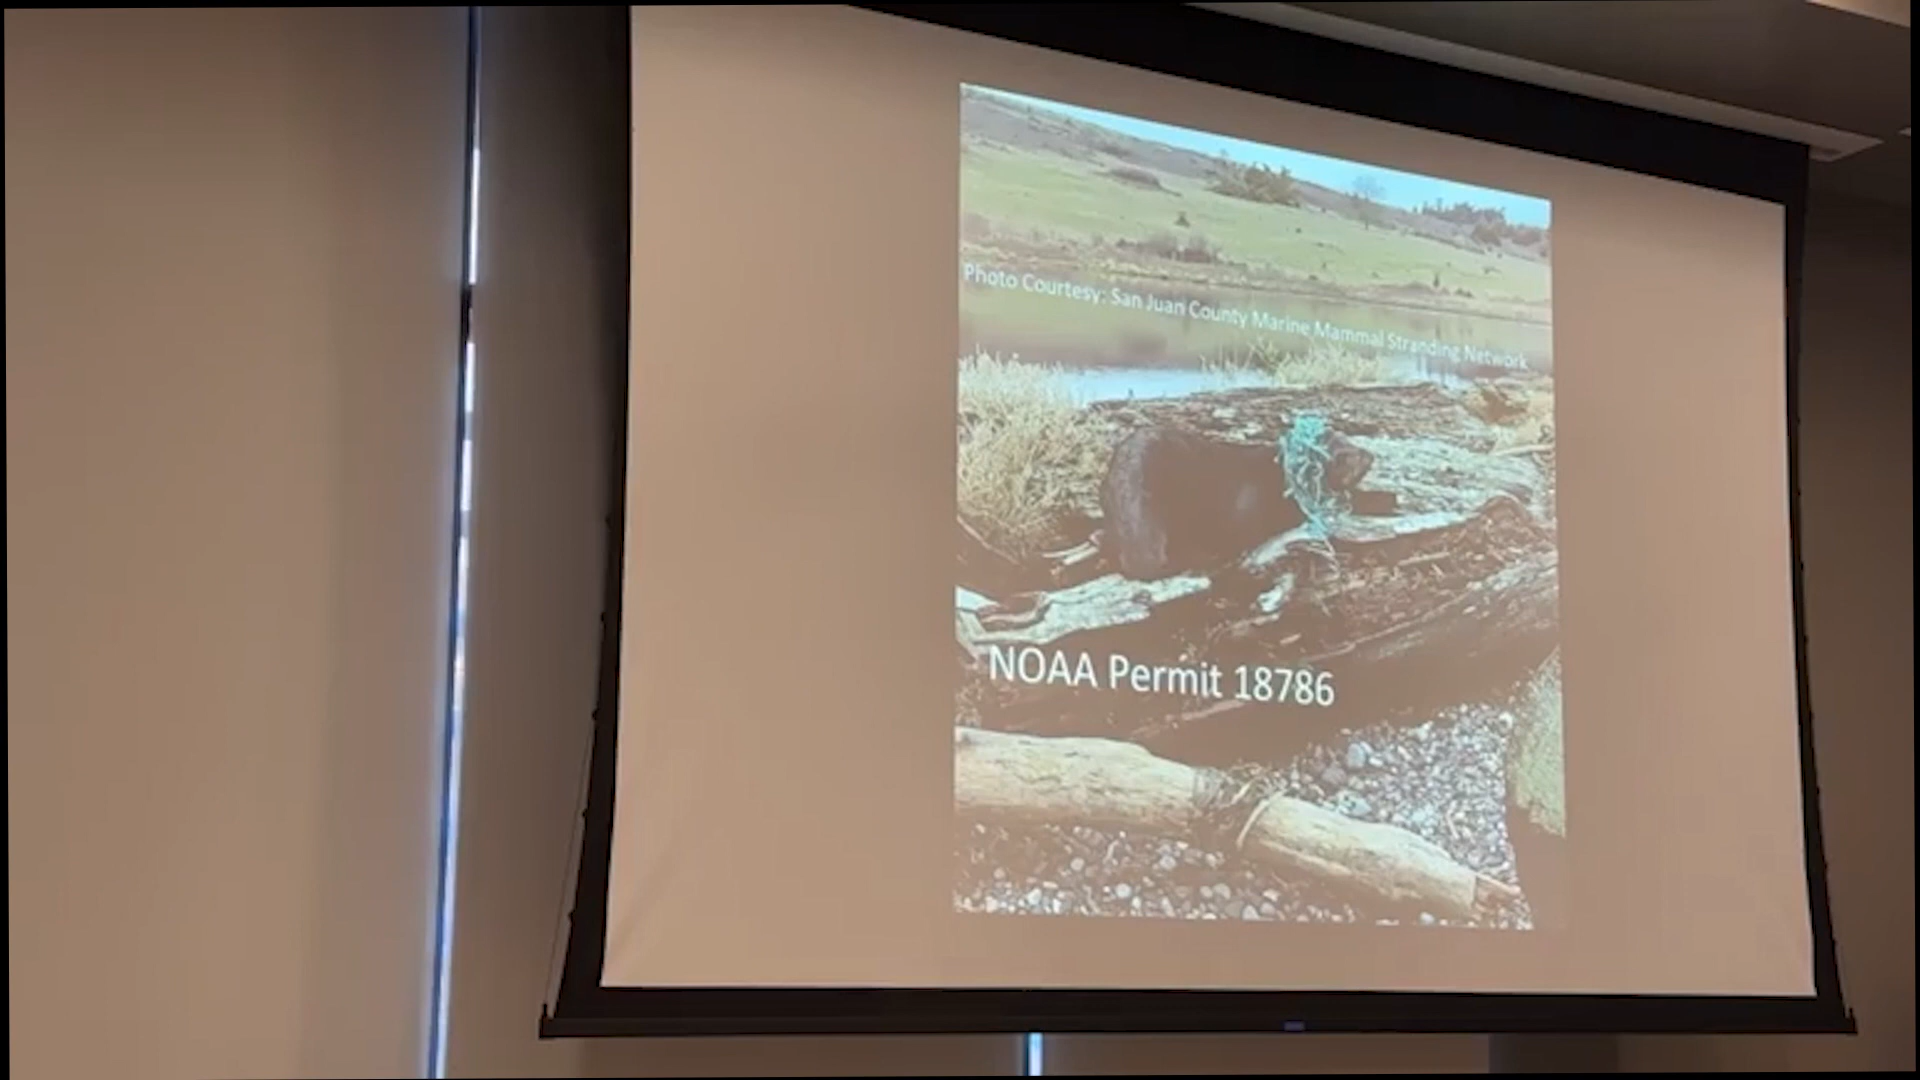 Photo Courtesy: San Juan County Marine Mammal Stranding Network
NOAA Permit 18786